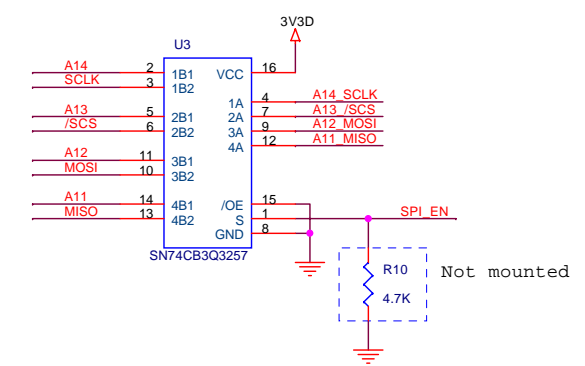 3V3D
U3
A14 2 1B1 VCC 16
SCLK 3 1B2
1A 4 A14_SCLK
A13 5 2B1 2A 7 A13_/SCS
/SCS 6 2B2 3A 9 A12_MOSI
4A 12 A11_MISO
A12 11 3B1
MOSI 10 3B2
A11 14 4B1 /OE 15
MISO 13 4B2 S 1 SPI_EN
GND 8
SN74CB3Q3257
R10
4.7K
Not mounted